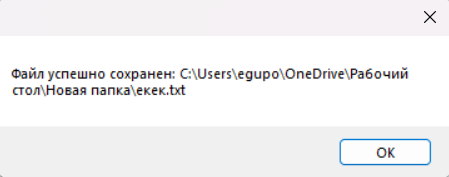 Файл успешно сохранен: C:\Users\egupo\OneDrive\Рабочий
стол\Новая папка\екек.txt
OK